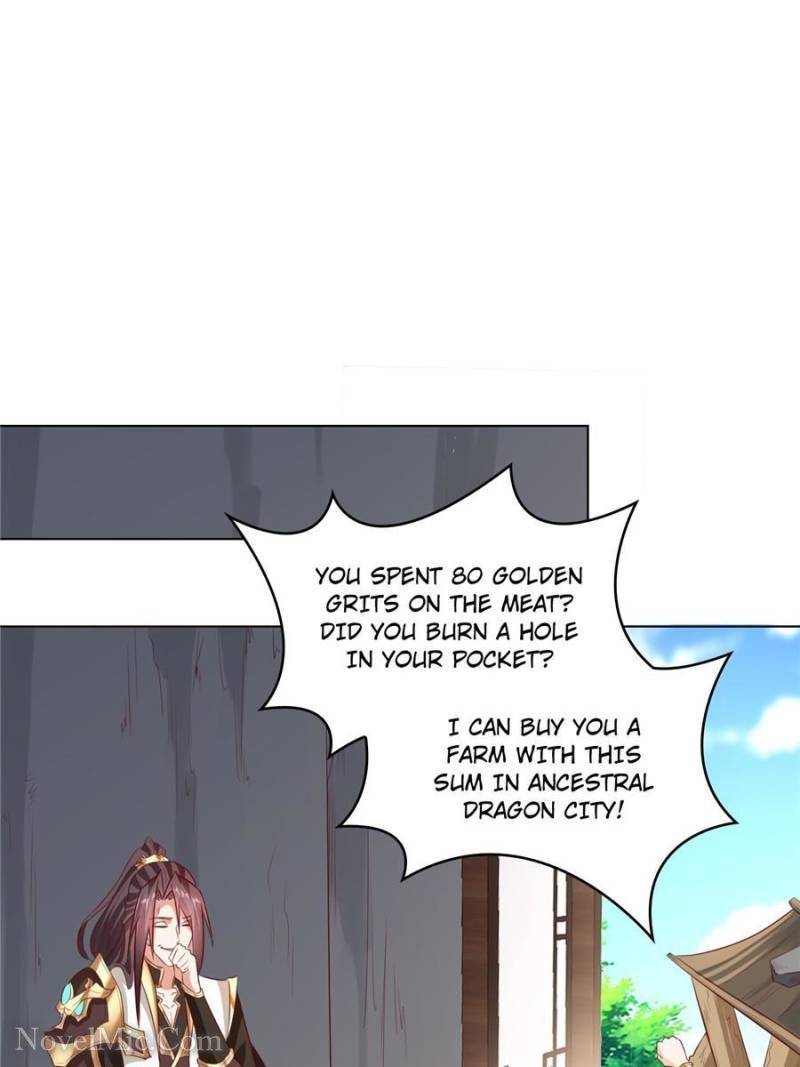 YOU SPENT 80 GOLDEN
GRITS ON THE MEAT?
DID YOU BURN A HOLE
IN YOUR POCKET?
I CAN BUY YOU A
FARM WITH THIS
SUM IN ANCESTRAL
DRAGON CITY!
NovelMic.Com